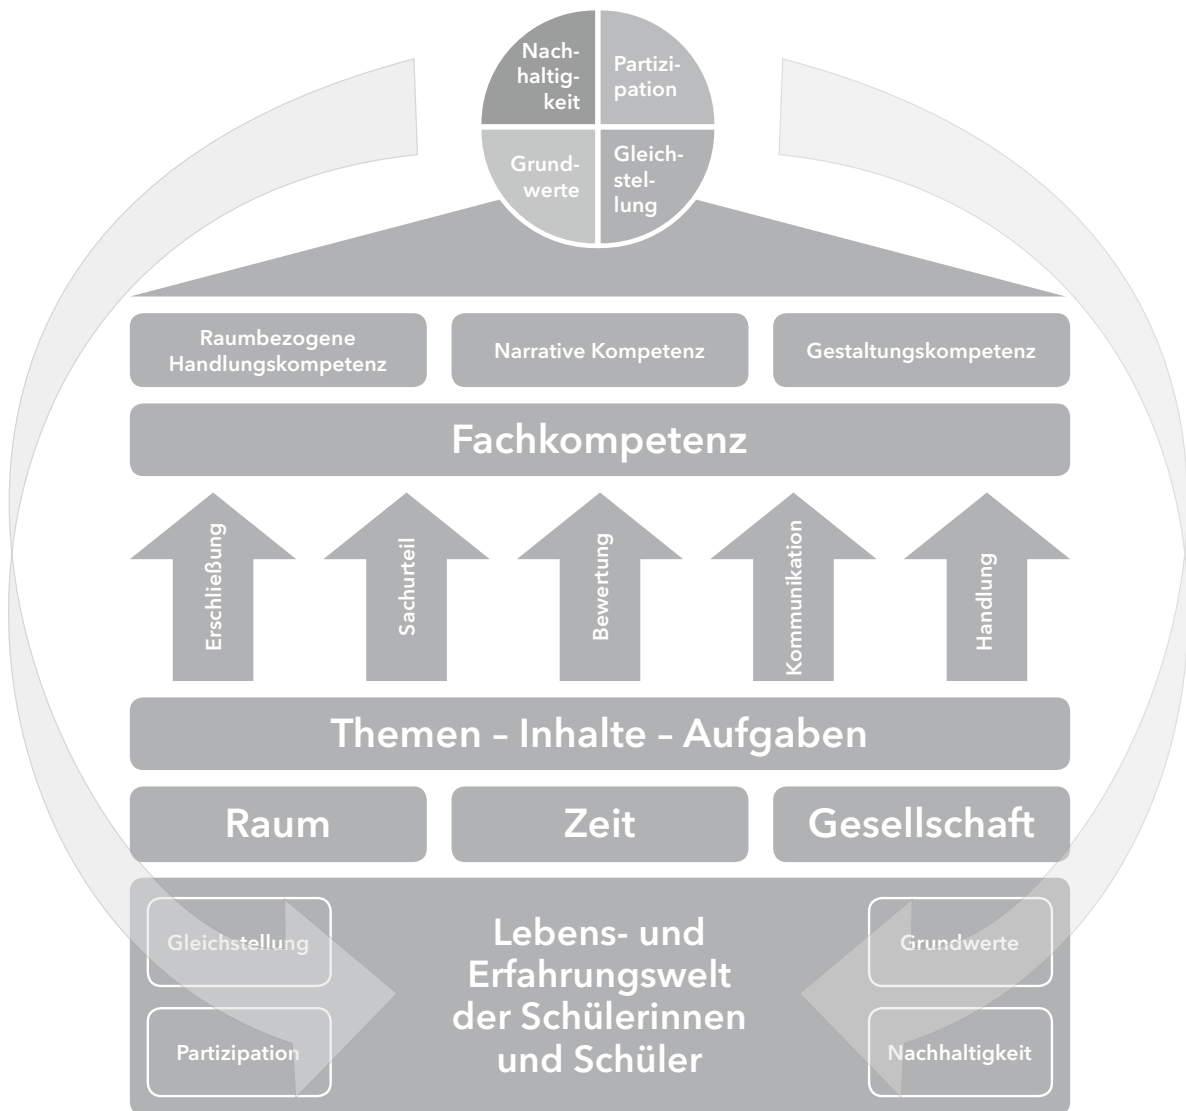 Nach-
haltig-
keit
Partizi-
pation
Grund-
werte
Gleich-
stel-
lung
Raumbezogene
Handlungskompetenz
Narrative Kompetenz
Gestaltungskompetenz
Fachkompetenz
Erschließung
Sachurteil
Bewertung
Kommunikation
Handlung
Themen – Inhalte – Aufgaben
Raum
Zeit
Gesellschaft
Gleichstellung
Partizipation
Lebens- und
Erfahrungswelt
der Schülerinnen
und Schüler
Grundwerte
Nachhaltigkeit